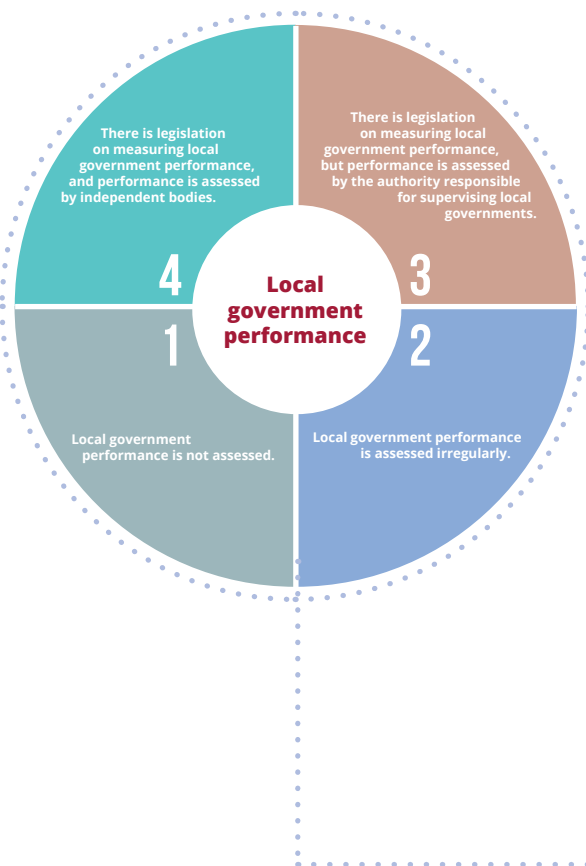 There is legislation
on measuring local
government performance,
and performance is assessed
by independent bodies.
4
There is legislation
on measuring local
government performance,
but performance is assessed
by the authority responsible
for supervising local
governments.
3
Local
government
performance
1
Local government
performance is not assessed.
2
Local government performance
is assessed irregularly.